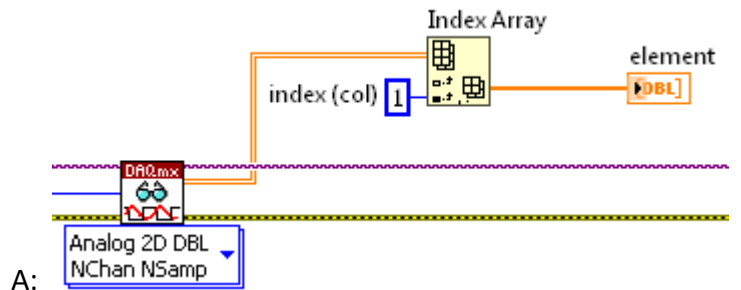 Index Array
element
index (col) 1
[DBL]
DAQmx
Analog 2D DBL
NChan NSamp
A: